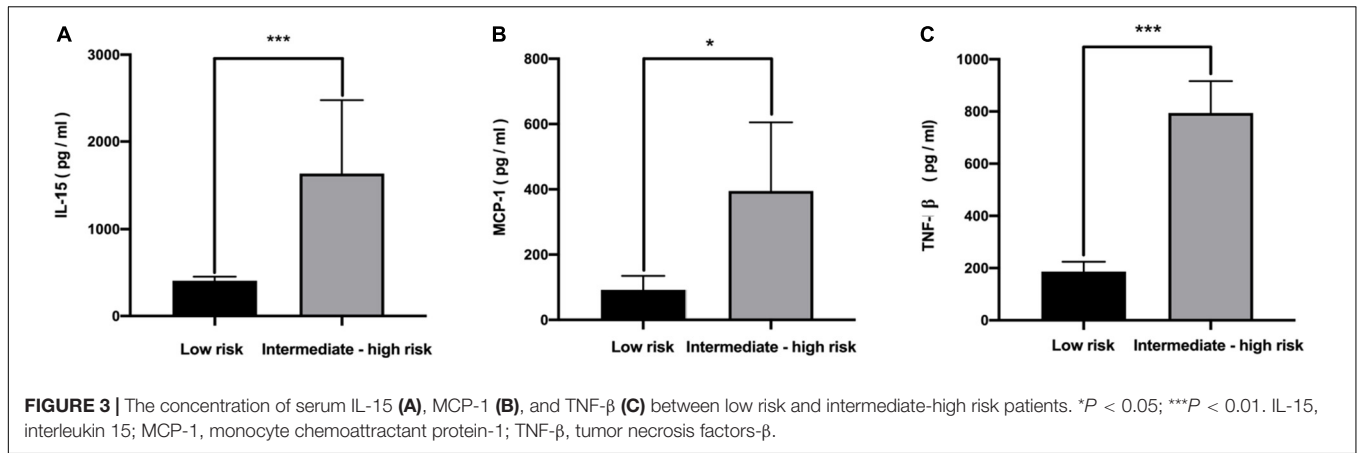 A
***
3000
2000
1000
0
IL-15 ( pg / ml )
Low risk
Intermediate - high risk
B
*
800
600
400
200
0
MCP-1 ( pg / ml )
Low risk
Intermediate - high risk
C
***
1000
800
600
400
200
0
TNF- β ( pg / ml)
Low risk
Intermediate - high risk
FIGURE 3 | The concentration of serum IL-15 (A), MCP-1 (B), and TNF-β (C) between low risk and intermediate-high risk patients. *P < 0.05; ***P < 0.01. IL-15,
interleukin 15; MCP-1, monocyte chemoattractant protein-1; TNF-β, tumor necrosis factors-β.